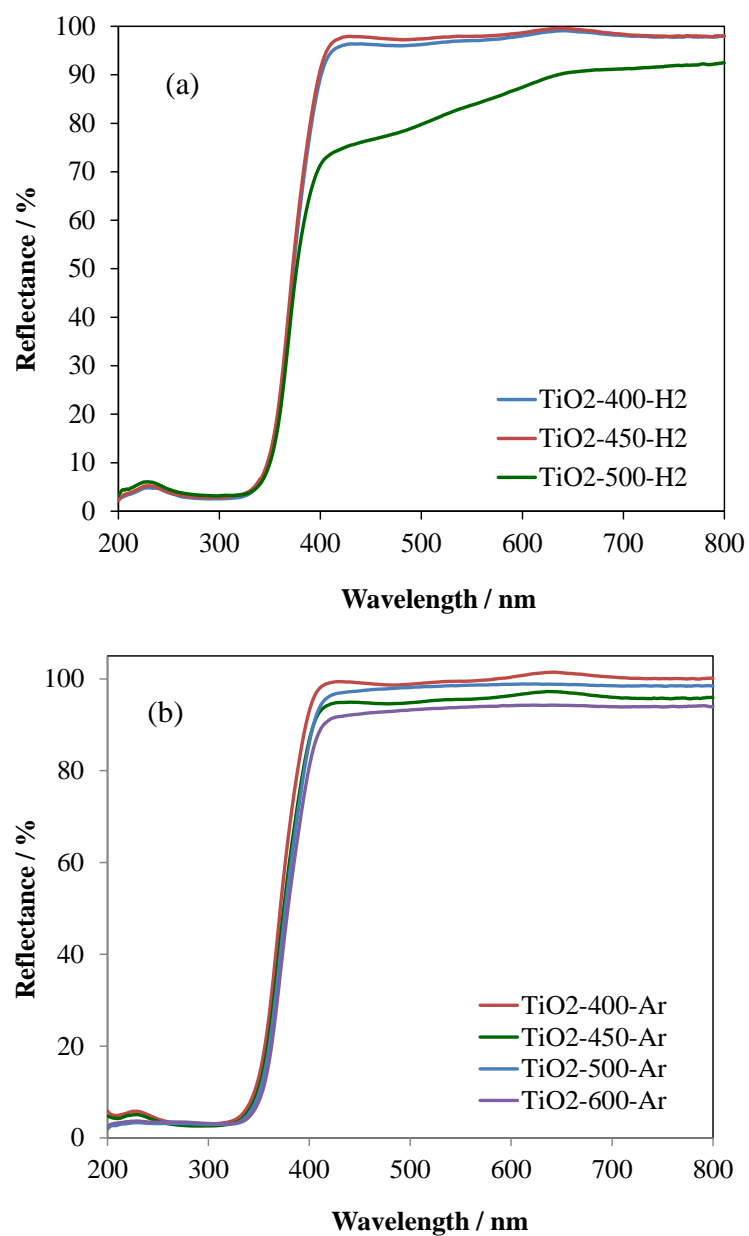 100
90
80
70
60
50
40
30
20
10
0
(a)
Reflectance / %
TiO2-400-H2
TiO2-450-H2
TiO2-500-H2
200 300 400 500 600 700 800
Wavelength / nm
100
80
60
40
20
0
(b)
Reflectance / %
TiO2-400-Ar
TiO2-450-Ar
TiO2-500-Ar
TiO2-600-Ar
200 300 400 500 600 700 800
Wavelength / nm